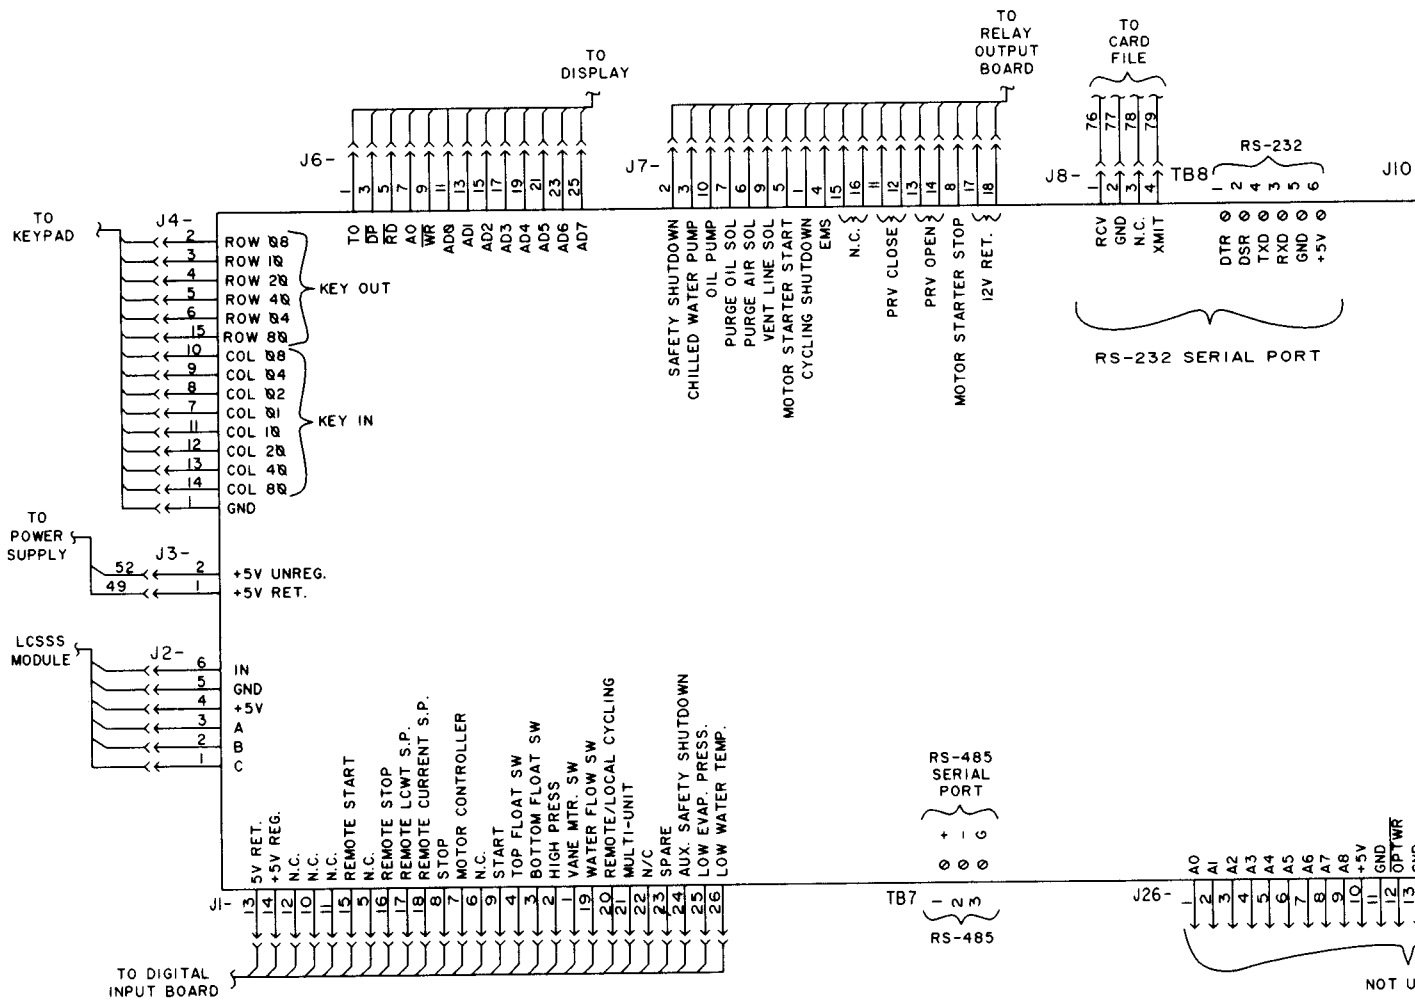 TO
DISPLAY
J6-
1 3 5 7 9 11 13 15 17 19 21 23 25
TO DP RD AO WR AD0 AD1 AD2 AD3 AD4 AD5 AD6 AD7
TO
RELAY
OUTPUT
BOARD
J7-
2 3 10 7 6 9 5 1 4 15 16 11 12 13 14 8 17 18
SAFETY SHUTDOWN
CHILLED WATER PUMP
OIL PUMP
PURGE OIL SOL
PURGE AIR SOL
VENT LINE SOL
MOTOR STARTER START
CYCLING SHUTDOWN
EMS
N.C.
PRV CLOSE
PRV OPEN
MOTOR STARTER STOP
12V RET.
TO
CARD
FILE
76 77 78 79
J8-
1 2 3 4
RCV
GND
N.C.
XMIT
RS-232
TB8
1 2 4 3 5 6
DTR
DSR
TXD
RXD
GND
+5V
RS-232 SERIAL PORT
J10
TO
KEYPAD
J4-
2 ROW 08
3 ROW 10
4 ROW 20
5 ROW 40
6 ROW 04
15 ROW 80
KEY OUT
10 COL 08
9 COL 04
8 COL 02
7 COL 01
11 COL 10
12 COL 20
13 COL 40
14 COL 80
KEY IN
1 GND
TO
POWER
SUPPLY
J3-
52 2 +5V UNREG.
49 1 +5V RET.
LCSSS
MODULE
J2-
6 IN
5 GND
4 +5V
3 A
2 B
1 C
5V RET.
+5V REG.
N.C.
N.C.
N.C.
REMOTE START
N.C.
REMOTE STOP
REMOTE LCWT S.P.
REMOTE CURRENT S.P.
STOP
MOTOR CONTROLLER
N.C.
START
TOP FLOAT SW
BOTTOM FLOAT SW
HIGH PRESS
VANE MTR. SW
WATER FLOW SW
REMOTE/LOCAL CYCLING
MULTI-UNIT
N/C
SPARE
AUX. SAFETY SHUTDOWN
LOW EVAP. PRESS.
LOW WATER TEMP.
J1-
13 14 12 10 11 15 5 16 17 18 8 7 6 9 4 3 2 1 19 20 21 22 23 24 25 26
TO DIGITAL
INPUT BOARD
RS-485
SERIAL
PORT
+ - G
TB7
1 2 3
RS-485
A0 A1 A2 A3 A4 A5 A6 A7 A8 +5V GND OPTWR GND
J26-
1 2 3 4 5 6 7 8 9 10 11 12 13
NOT U